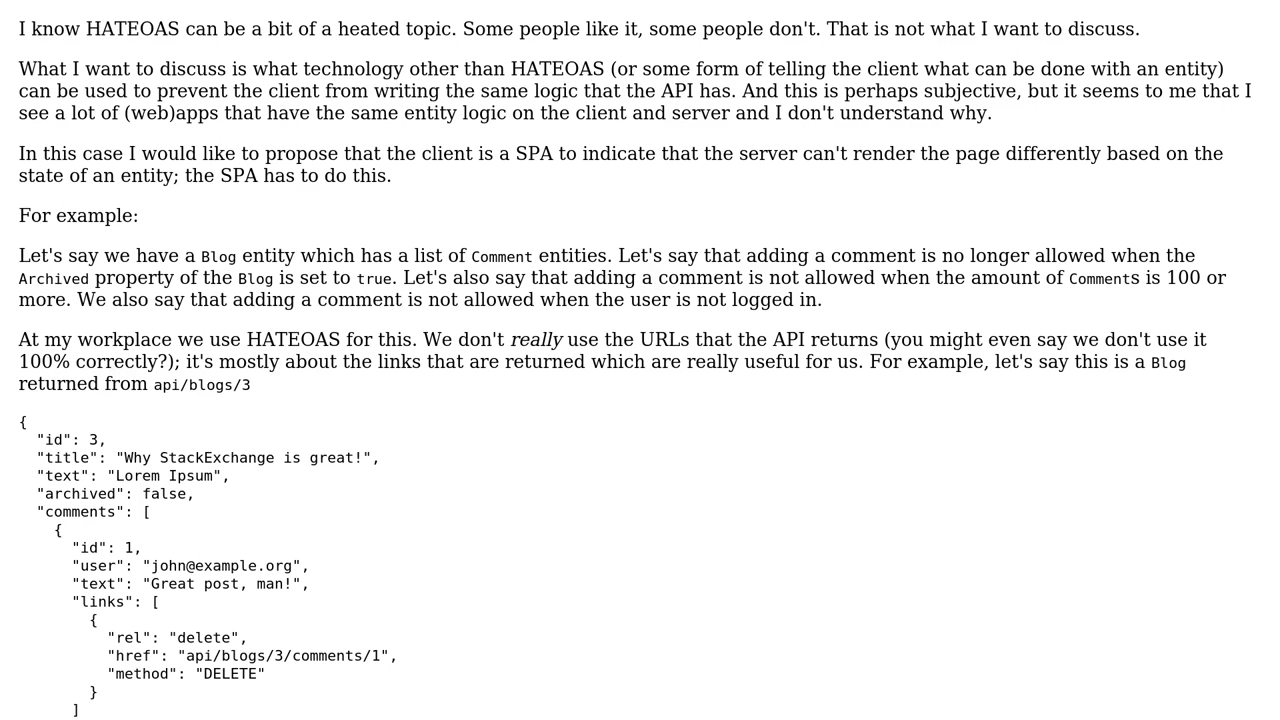 I know HATEOAS can be a bit of a heated topic. Some people like it, some people don't. That is not what I want to discuss.
What I want to discuss is what technology other than HATEOAS (or some form of telling the client what can be done with an entity)
can be used to prevent the client from writing the same logic that the API has. And this is perhaps subjective, but it seems to me that I
see a lot of (web)apps that have the same entity logic on the client and server and I don't understand why.
In this case I would like to propose that the client is a SPA to indicate that the server can't render the page differently based on the
state of an entity; the SPA has to do this.
For example:
Let's say we have a Blog entity which has a list of Comment entities. Let's say that adding a comment is no longer allowed when the
Archived property of the Blog is set to true. Let's also say that adding a comment is not allowed when the amount of Comments is 100 or
more. We also say that adding a comment is not allowed when the user is not logged in.
At my workplace we use HATEOAS for this. We don't really use the URLs that the API returns (you might even say we don't use it
100% correctly?); it's mostly about the links that are returned which are really useful for us. For example, let's say this is a Blog
returned from api/blogs/3
{
  "id": 3,
  "title": "Why StackExchange is great!",
  "text": "Lorem Ipsum",
  "archived": false,
  "comments": [
    {
      "id": 1,
      "user": "john@example.org",
      "text": "Great post, man!",
      "links": [
        {
          "rel": "delete",
          "href": "api/blogs/3/comments/1",
          "method": "DELETE"
        }
      ]